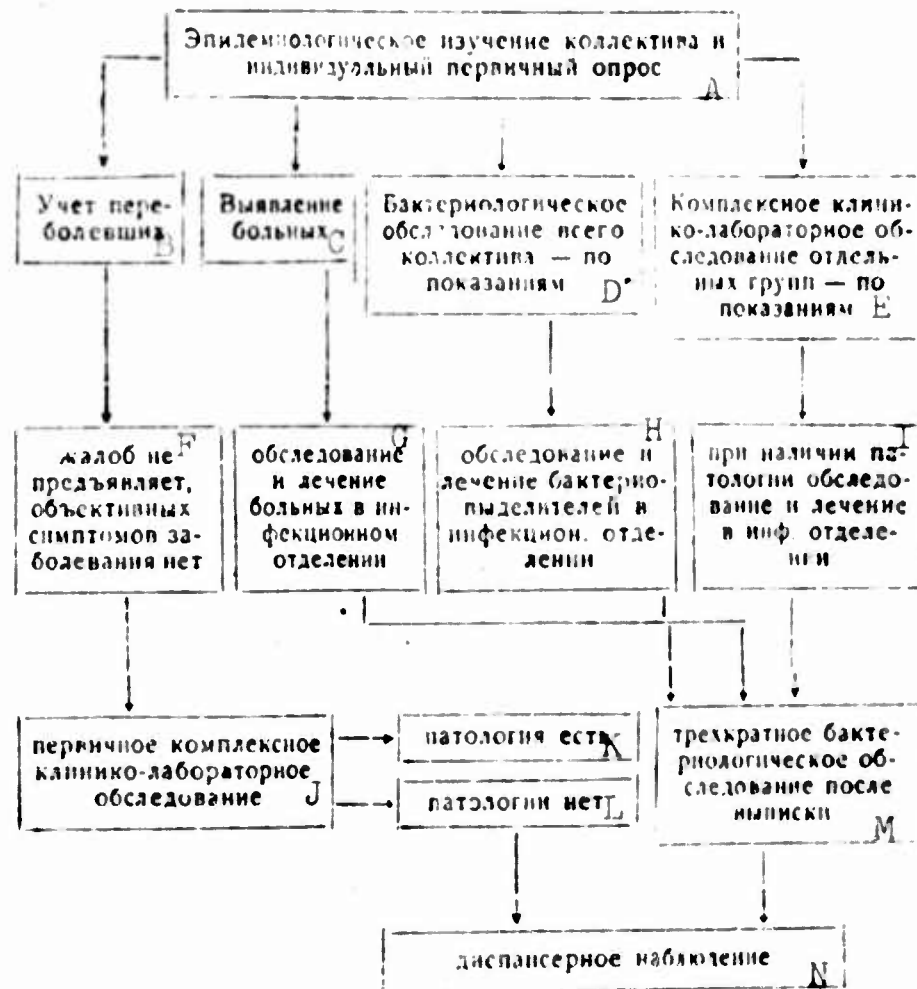 Эпидемиологическое изучение коллектива и
индивидуальный первичный опрос
A
Учет пере-
болевших
B
Выявление
больных
C
Бактериологическое
обследование всего
коллектива — по
показаниям
D
Комплексное клини-
ко-лабораторное об-
следование отдель-
ных групп — по
показаниям
E
жалоб не
предъявляет,
объективных
симптомов за-
болевания нет
F
обследование
и лечение
больных в ин-
фекционном
отделении
G
обследование и
лечение бактерио-
выделителей в
инфекцион. отде-
лении
H
при наличии па-
тологии обследо-
вание и лечение
в инф. отделе-
нии
I
первичное комплексное
клинико-лабораторное
обследование
J
патология есть
K
патологии нет
L
трехкратное бакте-
риологическое об-
следование после
выписки
M
диспансерное наблюдение
N